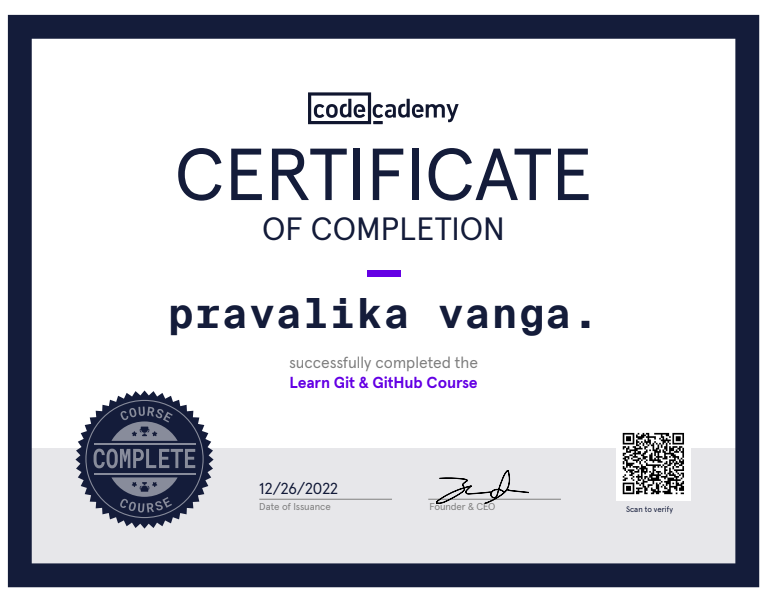 codecademy
CERTIFICATE
OF COMPLETION
pravalika vanga.
successfully completed the
Learn Git & GitHub Course
COURSE
COMPLETE
COURSE
12/26/2022
Date of Issuance
Founder & CEO
Scan to verify